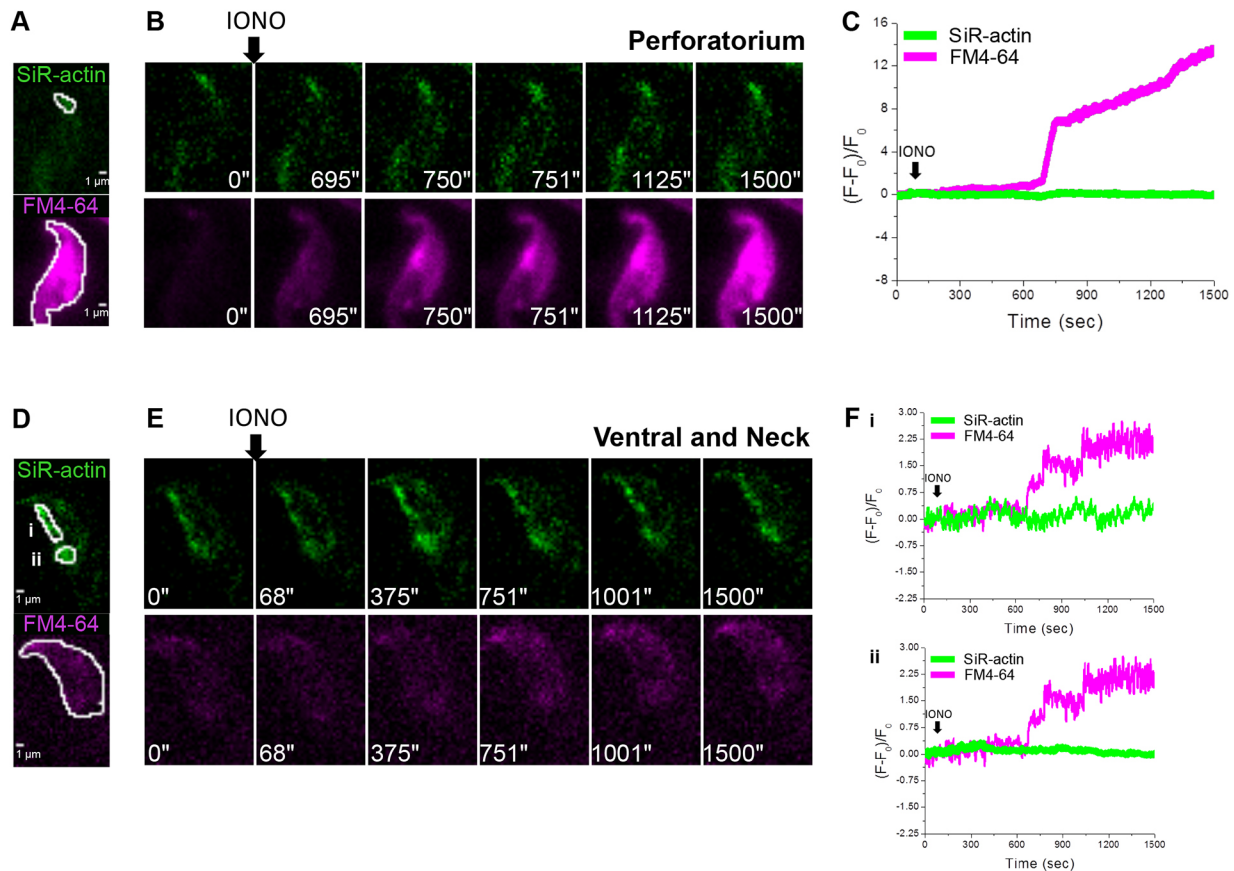 A
SiR-actin
1 µm
FM4-64
1 µm
B
IONO
Perforatorium
0" 695" 750" 751" 1125" 1500"
0" 695" 750" 751" 1125" 1500"
C
SiR-actin
FM4-64
IONO
(F-F0)/F0
16
12
8
4
0
-4
-8
0 300 600 900 1200 1500
Time (sec)
D
SiR-actin
i
ii
1 µm
FM4-64
1 µm
E
IONO
Ventral and Neck
0" 68" 375" 751" 1001" 1500"
0" 68" 375" 751" 1001" 1500"
F i
SiR-actin
FM4-64
IONO
(F-F0)/F0
3.00
2.25
1.50
0.75
0.00
-0.75
-1.50
-2.25
0 300 600 900 1200 1500
Time (sec)
ii
SiR-actin
FM4-64
IONO
(F-F0)/F0
3.00
2.25
1.50
0.75
0.00
-0.75
-1.50
-2.25
0 300 600 900 1200 1500
Time (sec)